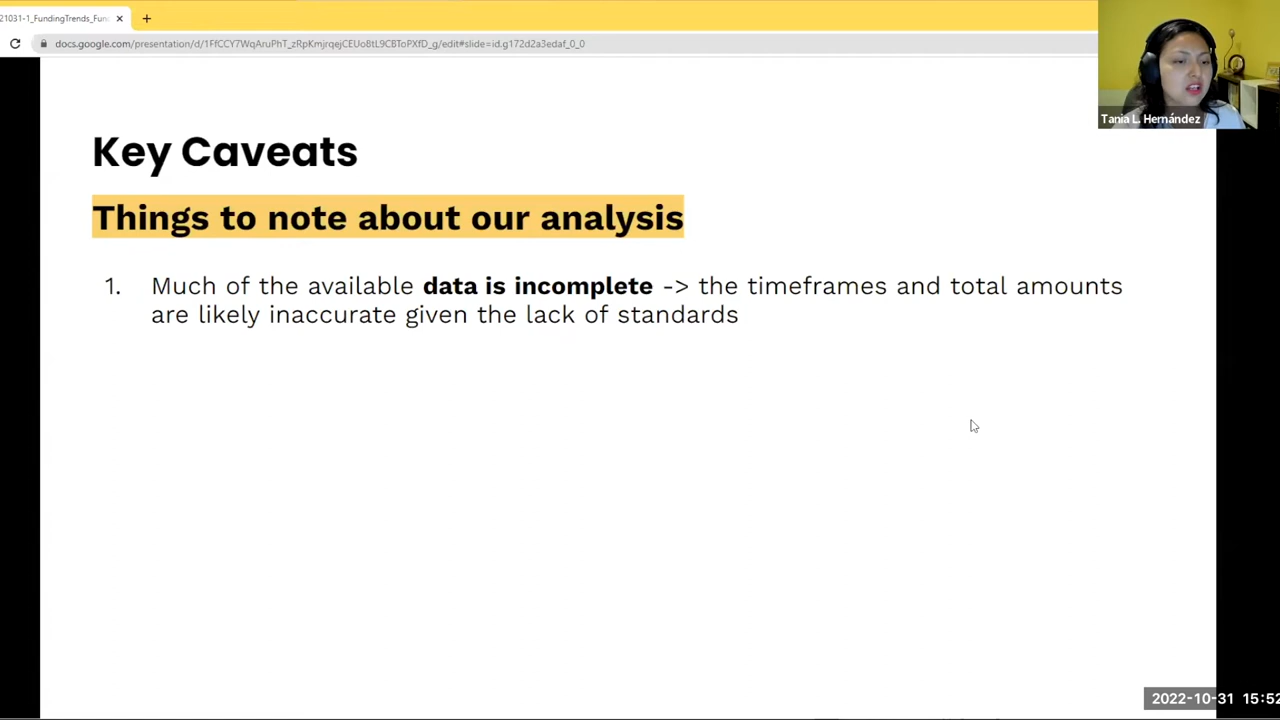 21031-1_FundingTrends_Fun
docs.google.com/presentation/d/1FfCCY7WqAruPhT_zRpKmjrqejCEUo8tL9CBToPXfD_g/edit#slide=id.g172d2a3edaf_0_0
Tania L. Hernández
Key Caveats
Things to note about our analysis
1. Much of the available data is incomplete -> the timeframes and total amounts
are likely inaccurate given the lack of standards
2022-10-31 15:52